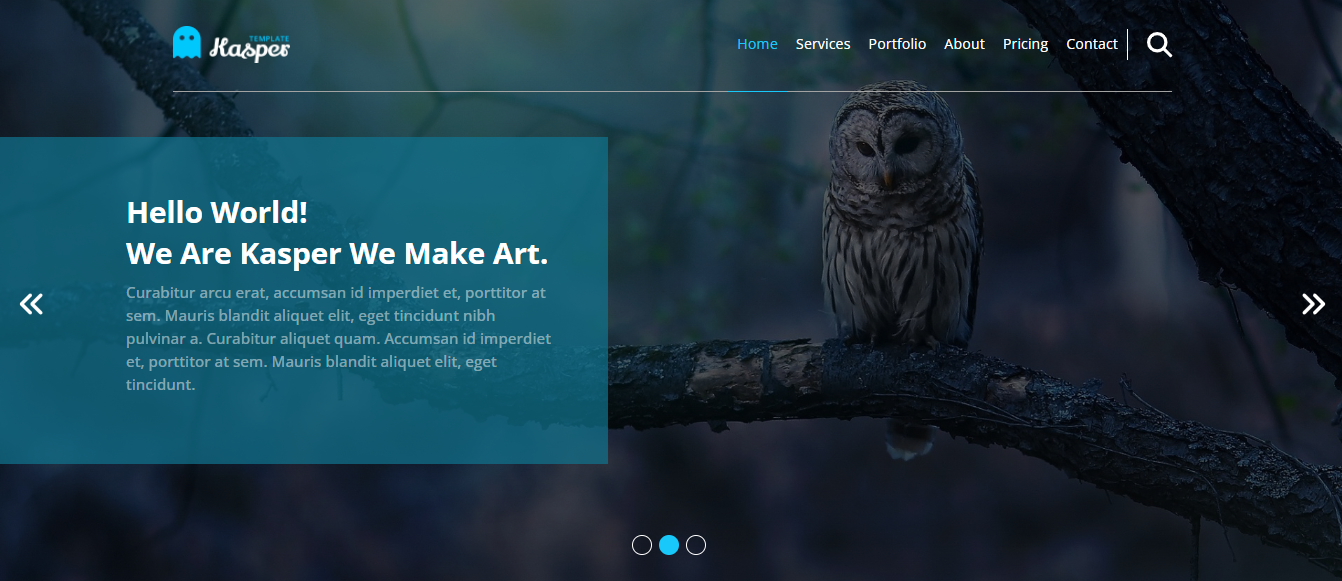 TEMPLATE
Kasper
Home Services Portfolio About Pricing Contact
Hello World!
We Are Kasper We Make Art.
Curabitur arcu erat, accumsan id imperdiet et, porttitor at
sem. Mauris blandit aliquet elit, eget tincidunt nibh
pulvinar a. Curabitur aliquet quam. Accumsan id imperdiet
et, porttitor at sem. Mauris blandit aliquet elit, eget
tincidunt.